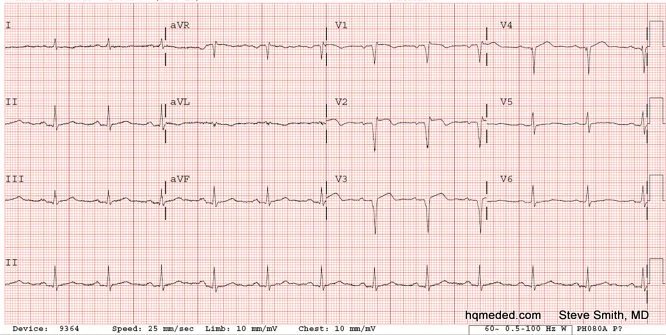 I aVR V1 V4
II aVL V2 V5
III aVF V3 V6
II
hqmeded.com Steve Smith, MD
Device: 9364 Speed: 25 mm/sec Limb: 10 mm/mV Chest: 10 mm/mV 60~ 0.5-100 Hz W PH080A P?